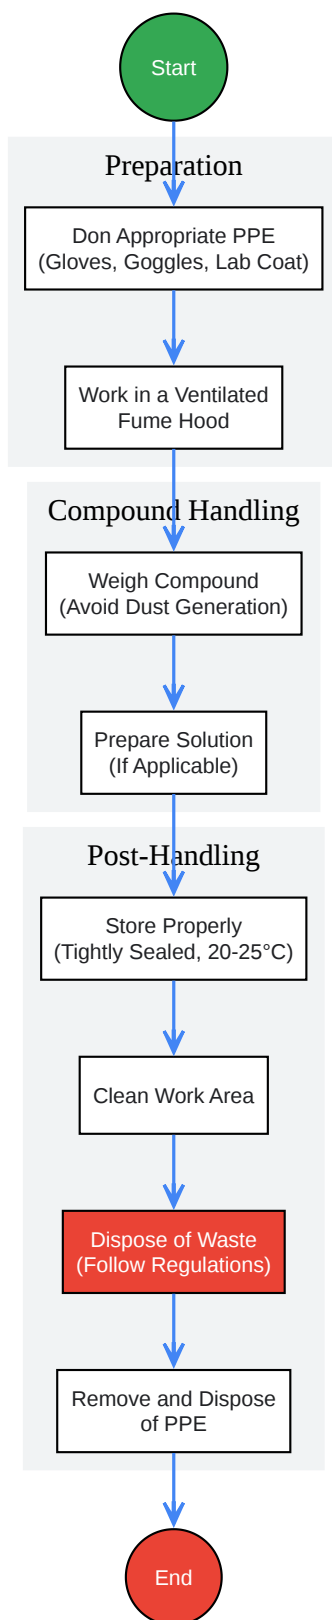 Start
Preparation
Don Appropriate PPE
(Gloves, Goggles, Lab Coat)
Work in a Ventilated
Fume Hood
Compound Handling
Weigh Compound
(Avoid Dust Generation)
Prepare Solution
(If Applicable)
Post-Handling
Store Properly
(Tightly Sealed, 20-25°C)
Clean Work Area
Dispose of Waste
(Follow Regulations)
Remove and Dispose
of PPE
End